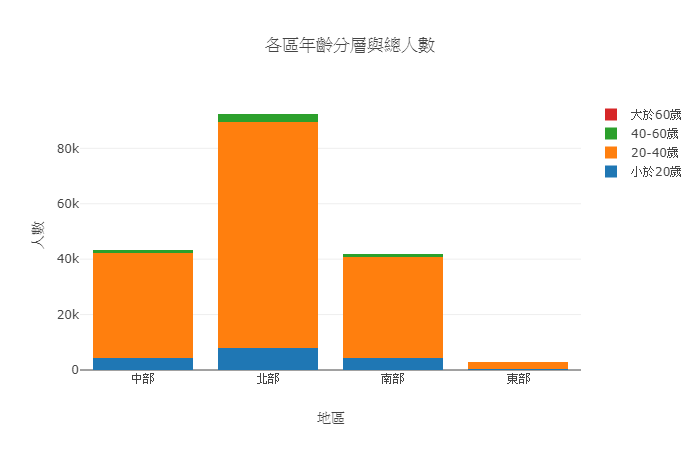 各區年齡分層與總人數
大於60歲
40-60歲
20-40歲
小於20歲
80k
60k
40k
20k
0
人數
中部
北部
南部
東部
地區